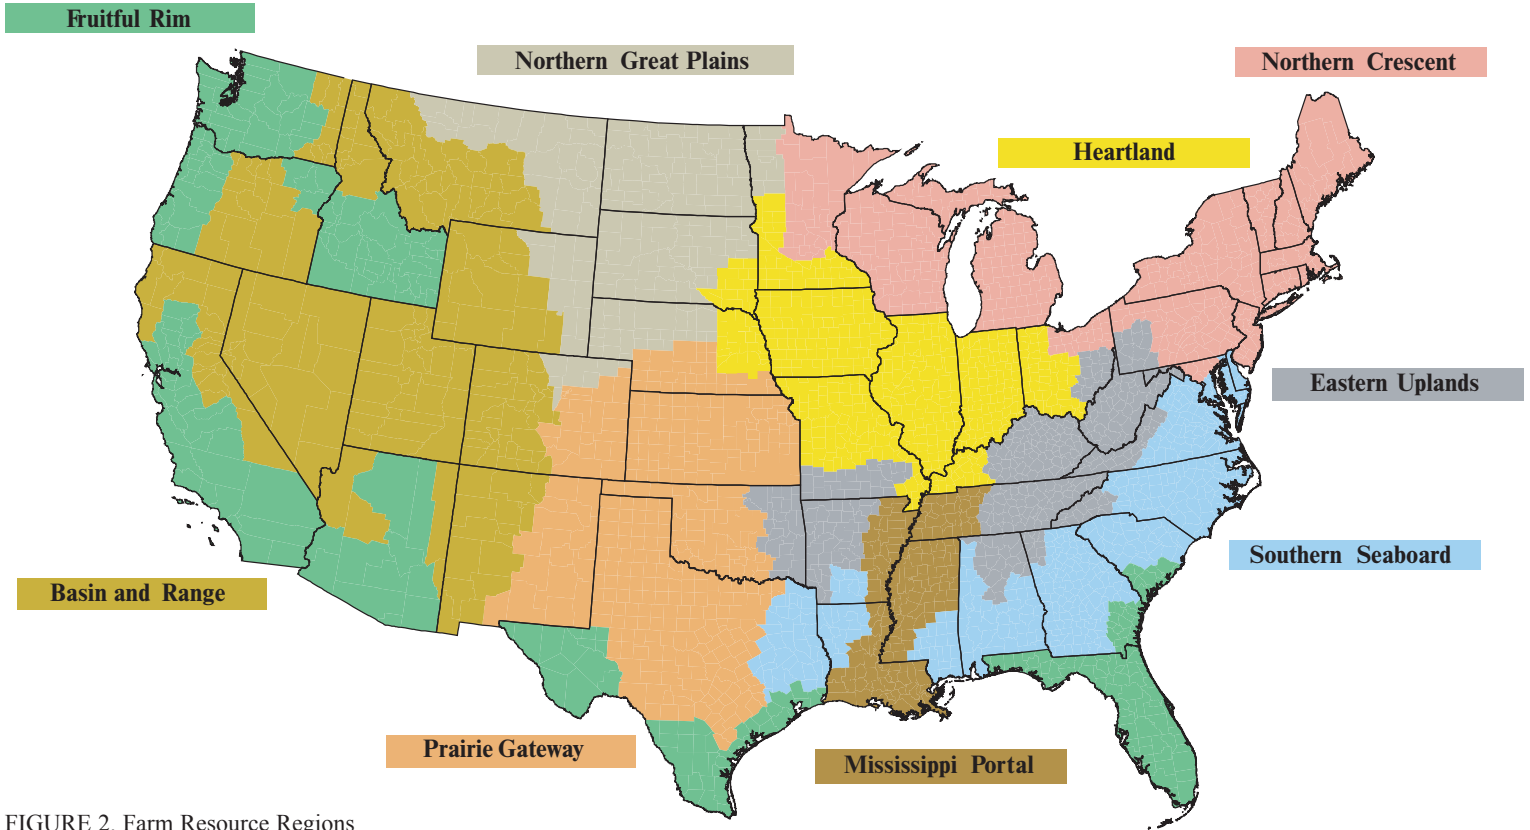 Fruitful Rim
Northern Great Plains
Northern Crescent
Heartland
Eastern Uplands
Southern Seaboard
Basin and Range
Prairie Gateway
Mississippi Portal
FIGURE 2. Farm Resource Regions